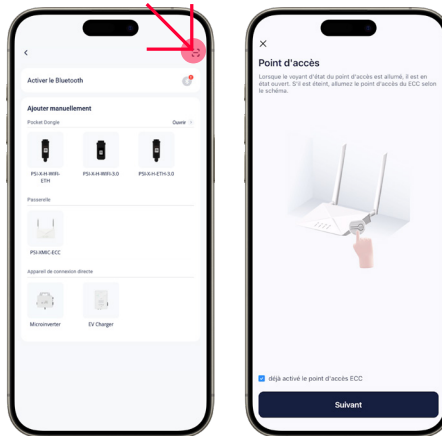 Activer le Bluetooth
Ajouter manuellement
Pocket Dongle
Ouvrir
PSI-X-H-WIFI-
ETH
PSI-X-H-WIFI-3.0
PSI-X-H-ETH-3.0
Passerelle
PSI-XMIC-ECC
Appareil de connexion directe
Microinverter
EV Charger
Point d'accès
Lorsque le voyant d'état du point d'accès est allumé, il est en
état ouvert. S'il est éteint, allumez le point d'accès du ECC selon
le schéma.
déjà activé le point d'accès ECC
Suivant